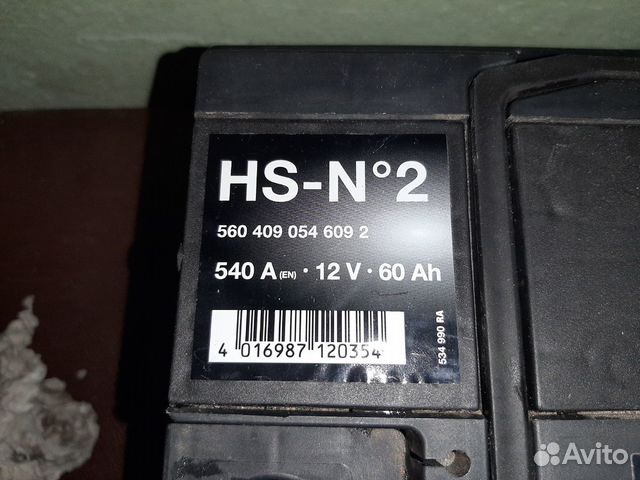 HS-N°2
560 409 054 609 2
540 A (EN) · 12 V · 60 Ah
4 016987 120354
534 990 RA
Avito